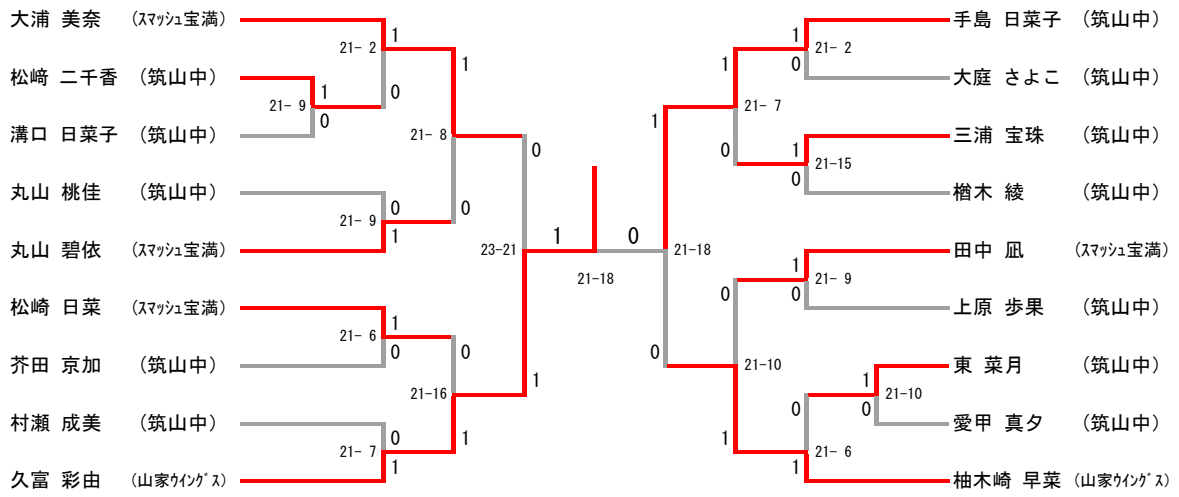 大浦 美奈 (スマッシュ宝満)
松﨑 二千香 (筑山中)
溝口 日菜子 (筑山中)
丸山 桃佳 (筑山中)
丸山 碧依 (スマッシュ宝満)
松崎 日菜 (スマッシュ宝満)
芥田 京加 (筑山中)
村瀬 成美 (筑山中)
久富 彩由 (山家ウイングス)
1
21- 2
0
1
21- 9
0
1
21- 8
0
0
21- 9
1
0
23-21
1
1
21- 6
0
0
21-16
1
0
21- 7
1
1
0
21-18
手島 日菜子 (筑山中)
大庭 さよこ (筑山中)
三浦 宝珠 (筑山中)
楢木 綾 (筑山中)
田中 凪 (スマッシュ宝満)
上原 歩果 (筑山中)
東 菜月 (筑山中)
愛甲 真夕 (筑山中)
柚木崎 早菜 (山家ウイングス)
1
21- 2
0
1
21- 7
0
1
21-15
0
1
21-18
0
1
21- 9
0
0
21-10
1
1
21-10
0
0
21- 6
1